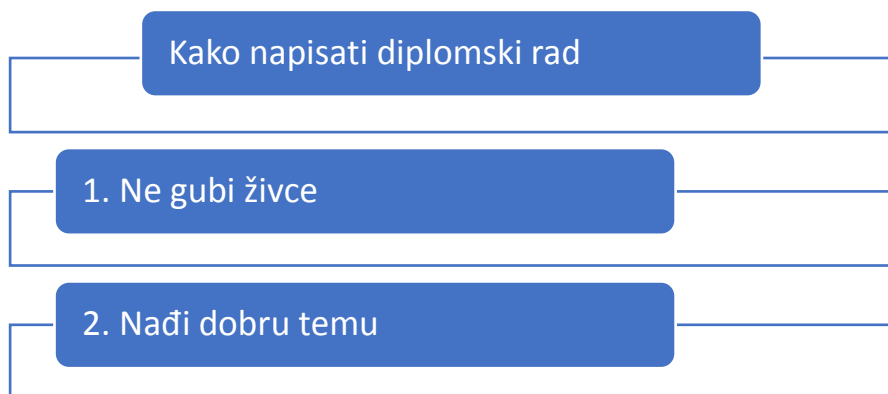 Kako napisati diplomski rad
1. Ne gubi živce
2. Nađi dobru temu